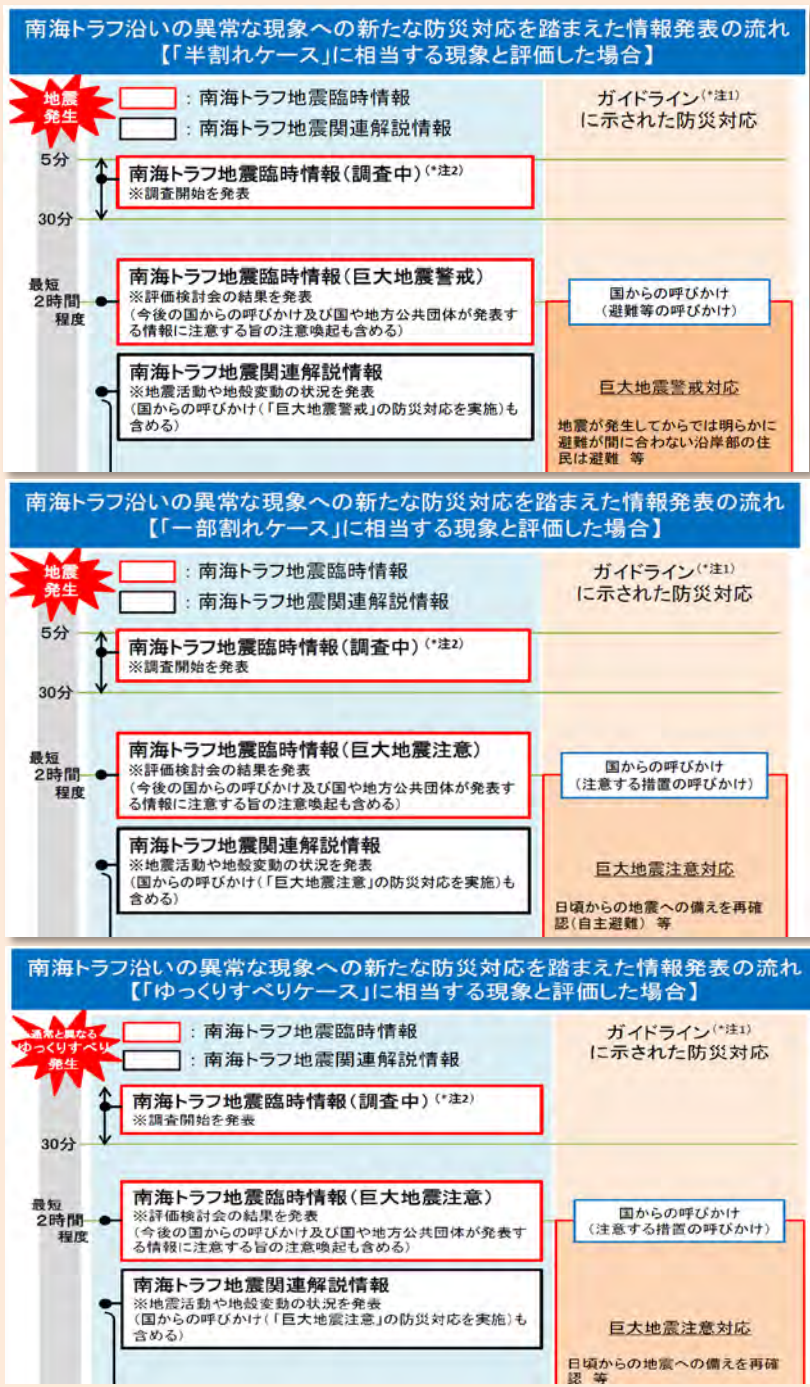 南海トラフ沿いの異常な現象への新たな防災対応を踏まえた情報発表の流れ
【「半割れケース」に相当する現象と評価した場合】
地震
発生
：南海トラフ地震臨時情報
：南海トラフ地震関連解説情報
ガイドライン(*注1)
に示された防災対応
5分
南海トラフ地震臨時情報(調査中)(*注2)
※調査開始を発表
30分
最短
2時間
程度
南海トラフ地震臨時情報(巨大地震警戒)
※評価検討会の結果を発表
(今後の国からの呼びかけ及び国や地方公共団体が発表す
る情報に注意する旨の注意喚起も含める)
国からの呼びかけ
(避難等の呼びかけ)
南海トラフ地震関連解説情報
※地震活動や地殻変動の状況を発表
(国からの呼びかけ(「巨大地震警戒」の防災対応を実施)も
含める)
巨大地震警戒対応
地震が発生してからでは明らかに
避難が間に合わない沿岸部の住
民は避難 等
南海トラフ沿いの異常な現象への新たな防災対応を踏まえた情報発表の流れ
【「一部割れケース」に相当する現象と評価した場合】
地震
発生
：南海トラフ地震臨時情報
：南海トラフ地震関連解説情報
ガイドライン(*注1)
に示された防災対応
5分
南海トラフ地震臨時情報(調査中)(*注2)
※調査開始を発表
30分
最短
2時間
程度
南海トラフ地震臨時情報(巨大地震注意)
※評価検討会の結果を発表
(今後の国からの呼びかけ及び国や地方公共団体が発表す
る情報に注意する旨の注意喚起も含める)
国からの呼びかけ
(注意する措置の呼びかけ)
南海トラフ地震関連解説情報
※地震活動や地殻変動の状況を発表
(国からの呼びかけ(「巨大地震注意」の防災対応を実施)も
含める)
巨大地震注意対応
日頃からの地震への備えを再確
認(自主避難) 等
南海トラフ沿いの異常な現象への新たな防災対応を踏まえた情報発表の流れ
【「ゆっくりすべりケース」に相当する現象と評価した場合】
通常と異なる
ゆっくりすべり
発生
：南海トラフ地震臨時情報
：南海トラフ地震関連解説情報
ガイドライン(*注1)
に示された防災対応
南海トラフ地震臨時情報(調査中)(*注2)
※調査開始を発表
30分
最短
2時間
程度
南海トラフ地震臨時情報(巨大地震注意)
※評価検討会の結果を発表
(今後の国からの呼びかけ及び国や地方公共団体が発表す
る情報に注意する旨の注意喚起も含める)
国からの呼びかけ
(注意する措置の呼びかけ)
南海トラフ地震関連解説情報
※地震活動や地殻変動の状況を発表
(国からの呼びかけ(「巨大地震注意」の防災対応を実施)も
含める)
巨大地震注意対応
日頃からの地震への備えを再確
認 等